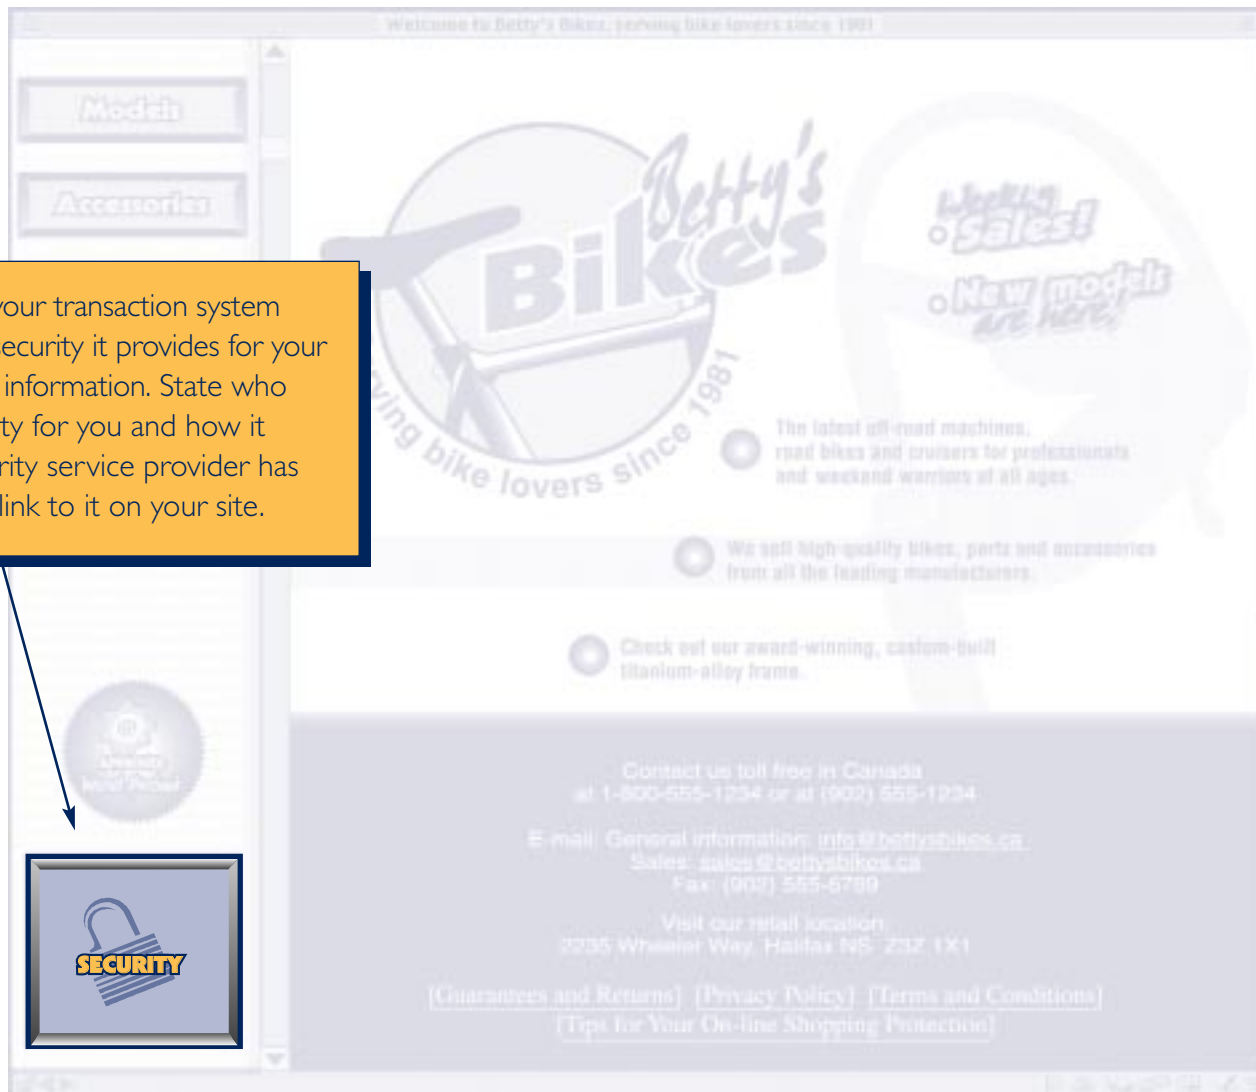 Welcome to Betty's Bikes, serving bike lovers since 1981
Models
Accessories
your transaction system
security it provides for your
information. State who
ty for you and how it
rity service provider has
link to it on your site.
Betty's
Bikes
ving bike lovers since 1981
Weekly
Sales!
New models
are here!
The latest off-road machines,
road bikes and cruisers for professionals
and weekend warriors of all ages.
We sell high-quality bikes, parts and accessories
from all the leading manufacturers.
Check out our award-winning, custom-built
titanium-alloy frame.
APPROVED
SECURITY
Contact us toll free in Canada
at 1-800-555-1234 or at (902) 555-1234
E-mail: General information: info@bettysbikes.ca
Sales: sales@bettysbikes.ca
Fax: (902) 555-6789
Visit our retail location:
2235 Wheeler Way, Halifax NS Z3Z 1X1
[Guarantees and Returns] [Privacy Policy] [Terms and Conditions]
[Tips for Your On-line Shopping Protection]